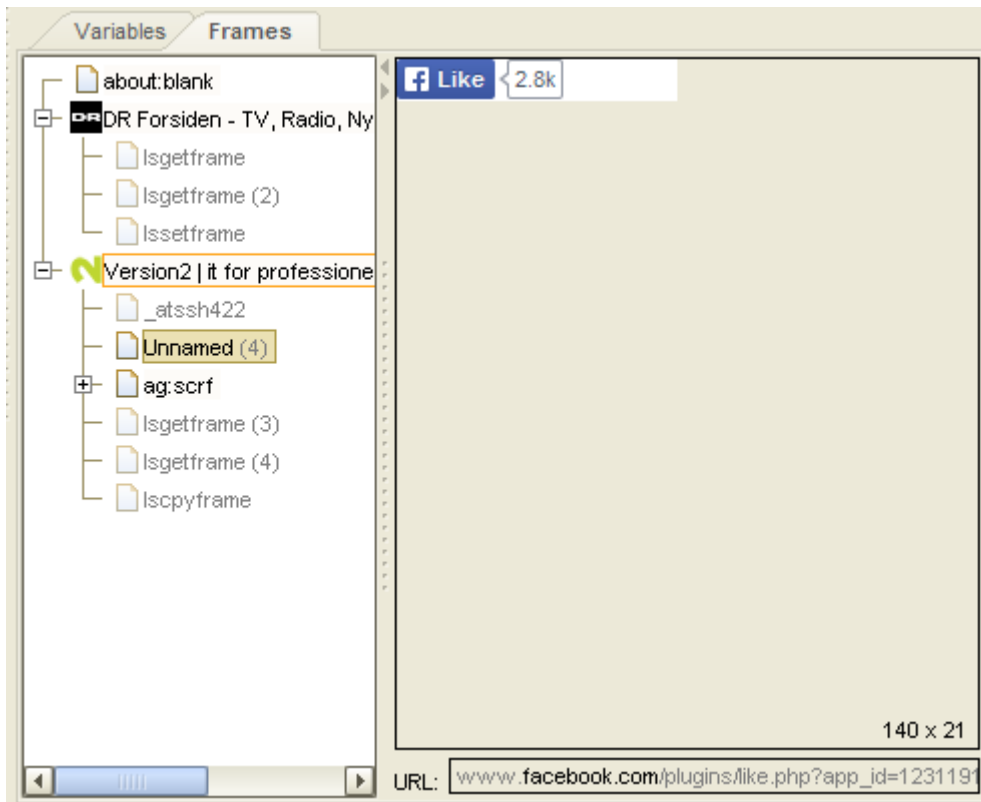 Variables Frames
about:blank
DR DR Forsiden - TV, Radio, Ny
lsgetframe
lsgetframe (2)
lssetframe
Version2 | it for professione
_atssh422
Unnamed (4)
ag:scrf
lsgetframe (3)
lsgetframe (4)
lscpyframe
Like 2.8k
140 x 21
URL: www.facebook.com/plugins/like.php?app_id=1231191